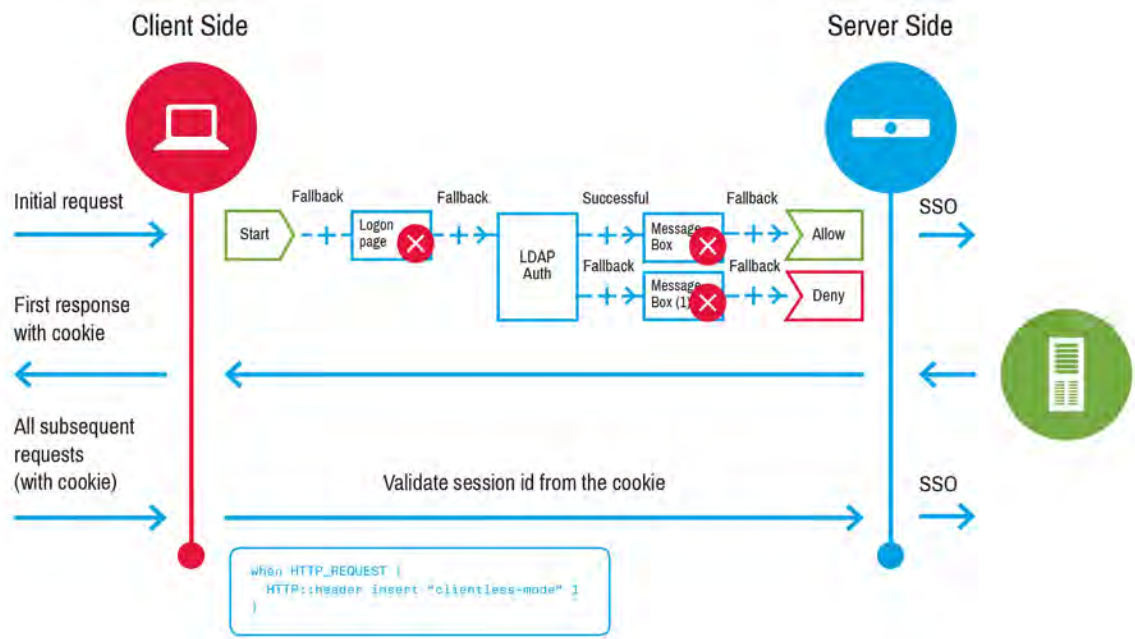 Client Side
Server Side
Initial request
Fallback
Fallback
Successful
Fallback
SSO
Start
Logon
page
LDAP
Auth
Message
Box
Allow
Fallback
Fallback
Message
Box (1)
Deny
First response
with cookie
All subsequent
requests
(with cookie)
Validate session id from the cookie
SSO
when HTTP_REQUEST {
HTTP::header insert "clientless-mode" 1
}